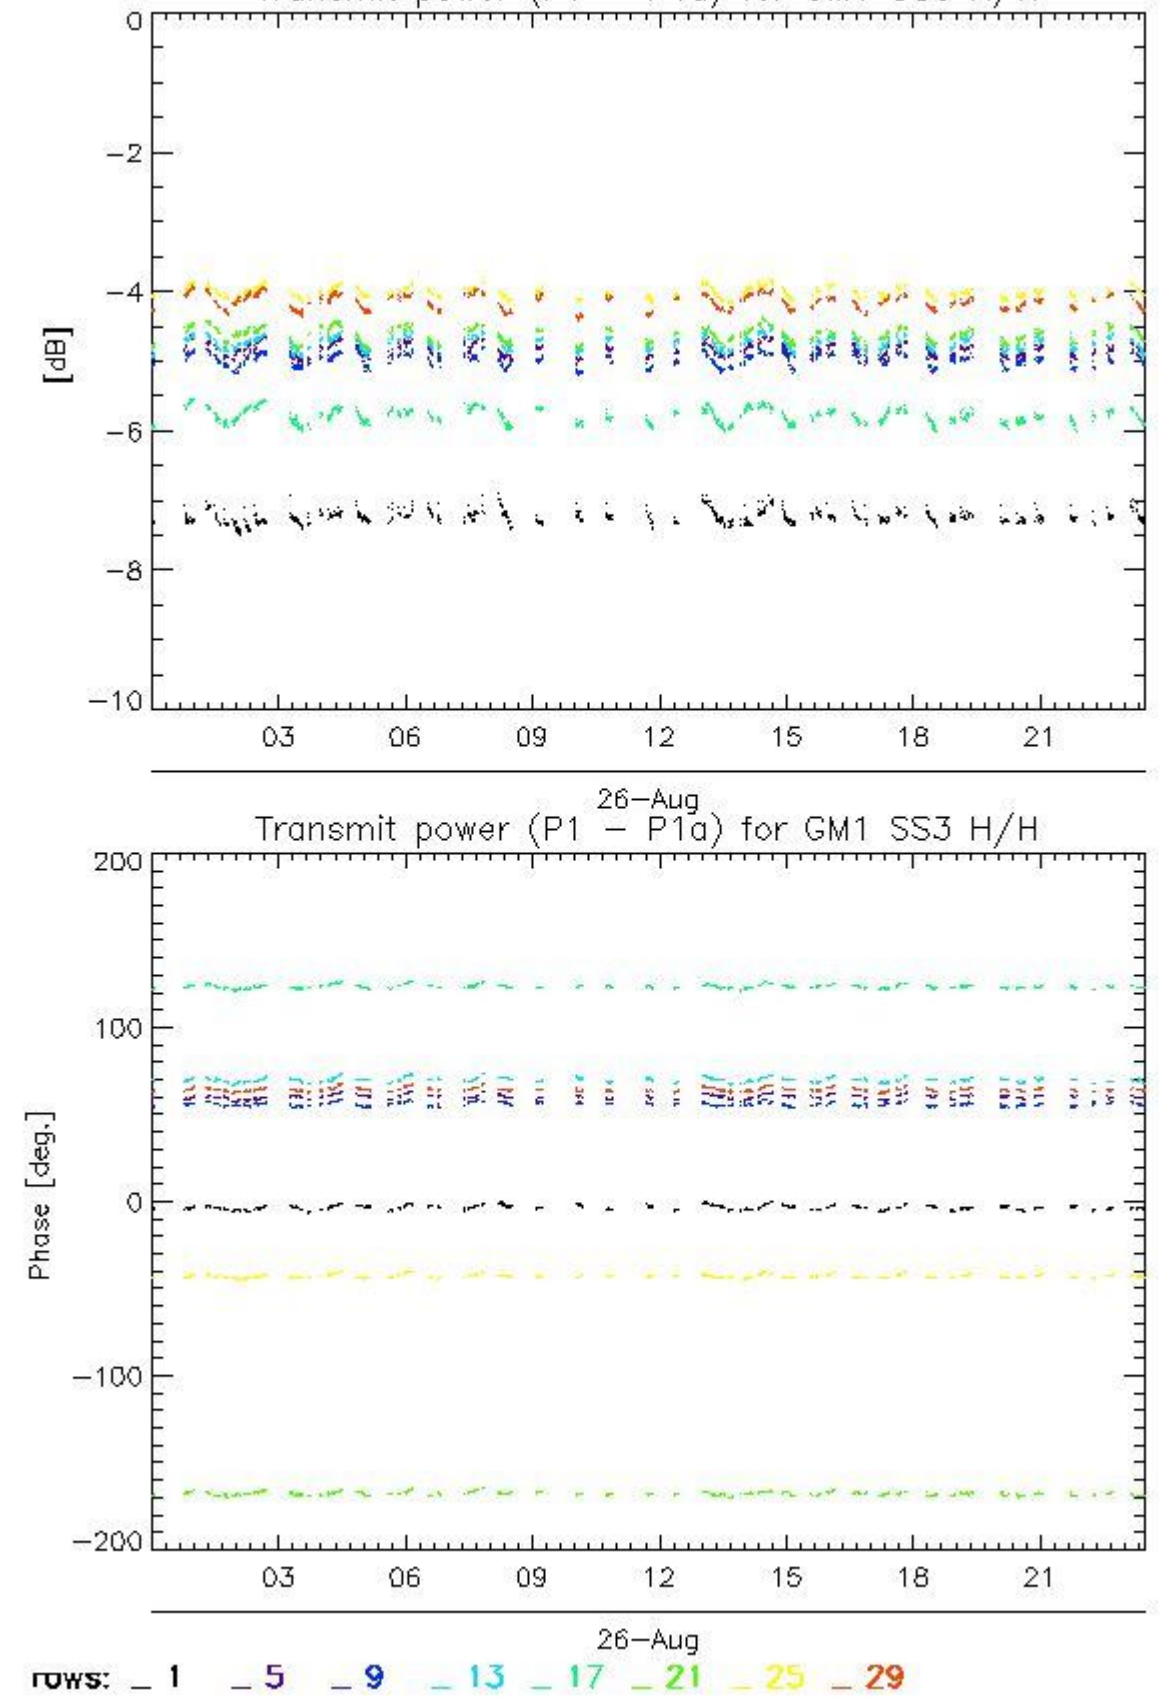 0
-2
-4
[dB]
-6
-8
-10
03 06 09 12 15 18 21
26-Aug
Transmit power (P1 - P1a) for GM1 SS3 H/H
200
100
0
Phase [deg.]
-100
-200
03 06 09 12 15 18 21
26-Aug
rows: _ 1 _ 5 _ 9 _ 13 _ 17 _ 21 _ 25 _ 29